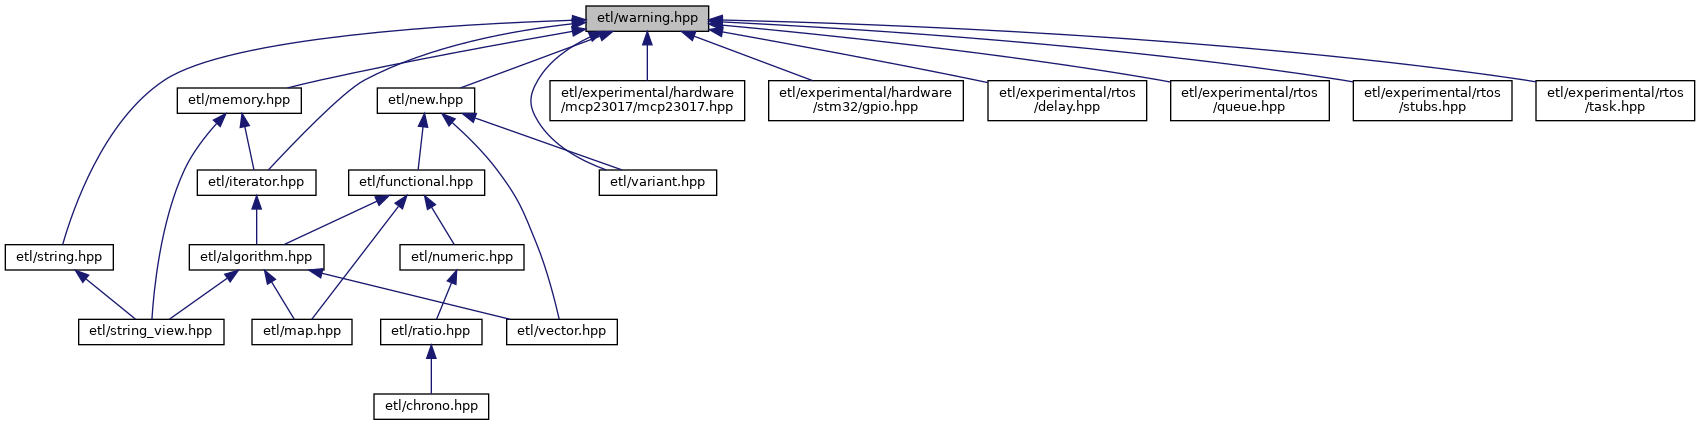 etl/warning.hpp
etl/memory.hpp
etl/new.hpp
etl/experimental/hardware
/mcp23017/mcp23017.hpp
etl/experimental/hardware
/stm32/gpio.hpp
etl/experimental/rtos
/delay.hpp
etl/experimental/rtos
/queue.hpp
etl/experimental/rtos
/stubs.hpp
etl/experimental/rtos
/task.hpp
etl/iterator.hpp
etl/functional.hpp
etl/variant.hpp
etl/string.hpp
etl/algorithm.hpp
etl/numeric.hpp
etl/string_view.hpp
etl/map.hpp
etl/ratio.hpp
etl/vector.hpp
etl/chrono.hpp